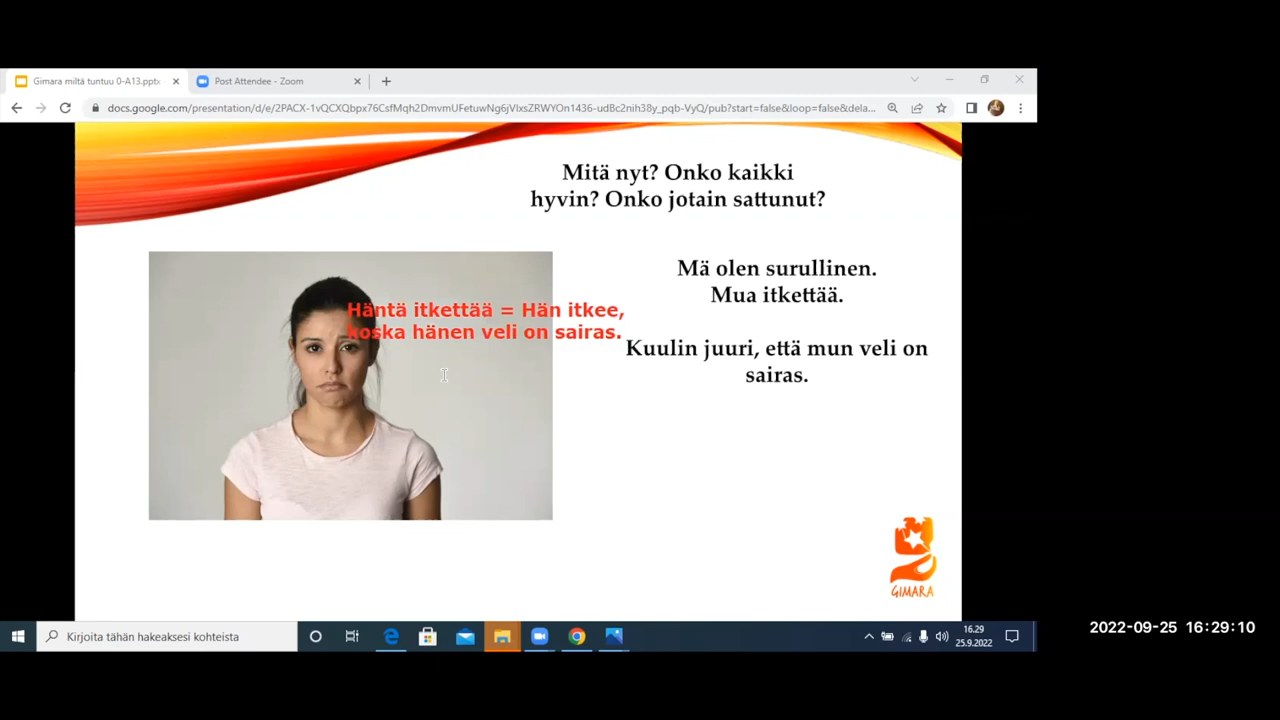 Gimara miltä tuntuu 0-A13.pptx
Post Attendee - Zoom
docs.google.com/presentation/d/e/2PACX-1vQCXQbpx76CsfMqh2DmvmUFetuwNg6jVlxsZRWYOn1436-udBc2nih38y_pqb-VyQ/pub?start=false&loop=false&dela...
Mitä nyt? Onko kaikki
hyvin? Onko jotain sattunut?
Mä olen surullinen.
Mua itkettää.
Häntä itkettää = Hän itkee,
koska hänen veli on sairas.
Kuulin juuri, että mun veli on
sairas.
GIMARA
Kirjoita tähän hakeaksesi kohteista
16.29
25.9.2022
2022-09-25 16:29:10